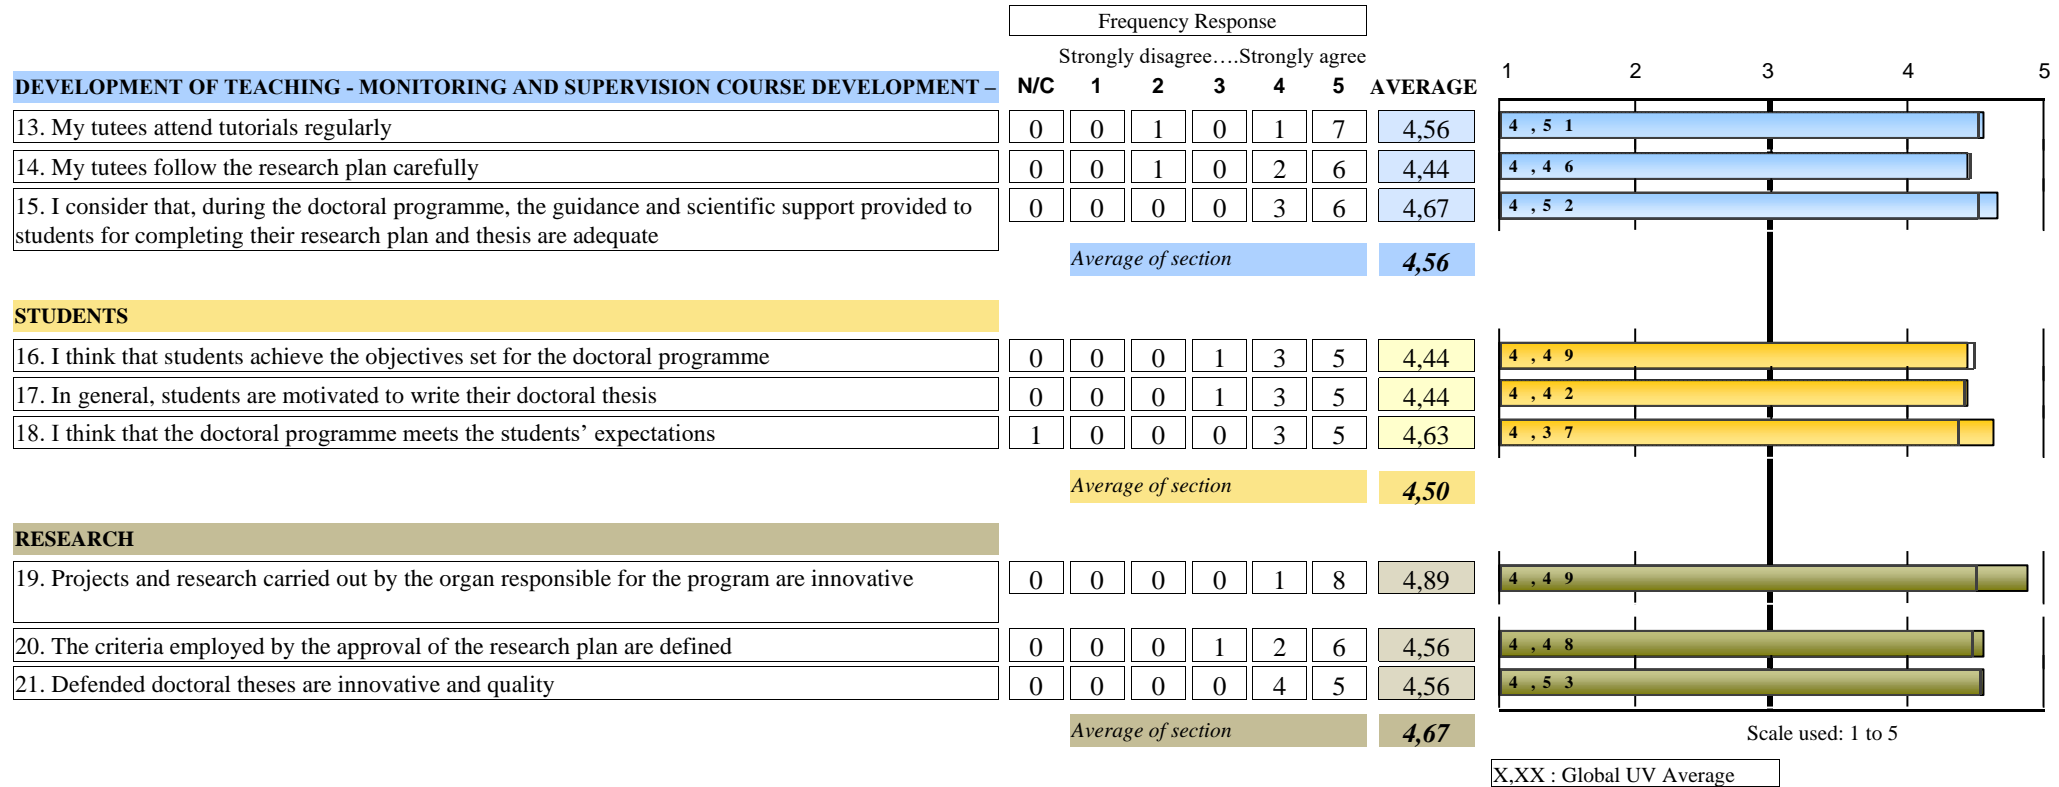 Frequency Response
Strongly disagree….Strongly agree
DEVELOPMENT OF TEACHING - MONITORING AND SUPERVISION COURSE DEVELOPMENT – N/C 1 2 3 4 5 AVERAGE 1 2 3 4 5
13. My tutees attend tutorials regularly 0 0 1 0 1 7 4,56 4,51
14. My tutees follow the research plan carefully 0 0 1 0 2 6 4,44 4,46
15. I consider that, during the doctoral programme, the guidance and scientific support provided to 0 0 0 0 3 6 4,67 4,52
students for completing their research plan and thesis are adequate
Average of section 4,56
STUDENTS
16. I think that students achieve the objectives set for the doctoral programme 0 0 0 1 3 5 4,44 4,49
17. In general, students are motivated to write their doctoral thesis 0 0 0 1 3 5 4,44 4,42
18. I think that the doctoral programme meets the students’ expectations 1 0 0 0 3 5 4,63 4,37
Average of section 4,50
RESEARCH
19. Projects and research carried out by the organ responsible for the program are innovative 0 0 0 0 1 8 4,89 4,49
20. The criteria employed by the approval of the research plan are defined 0 0 0 1 2 6 4,56 4,48
21. Defended doctoral theses are innovative and quality 0 0 0 0 4 5 4,56 4,53
Average of section 4,67
Scale used: 1 to 5
X,XX : Global UV Average